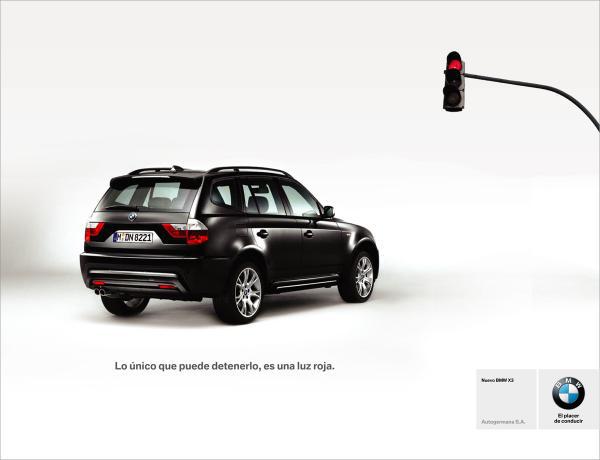 M DN 8221
Lo único que puede detenerlo, es una luz roja.
Nuevo BMW X3
Autogermana S.A.
BMW
El placer
de conducir